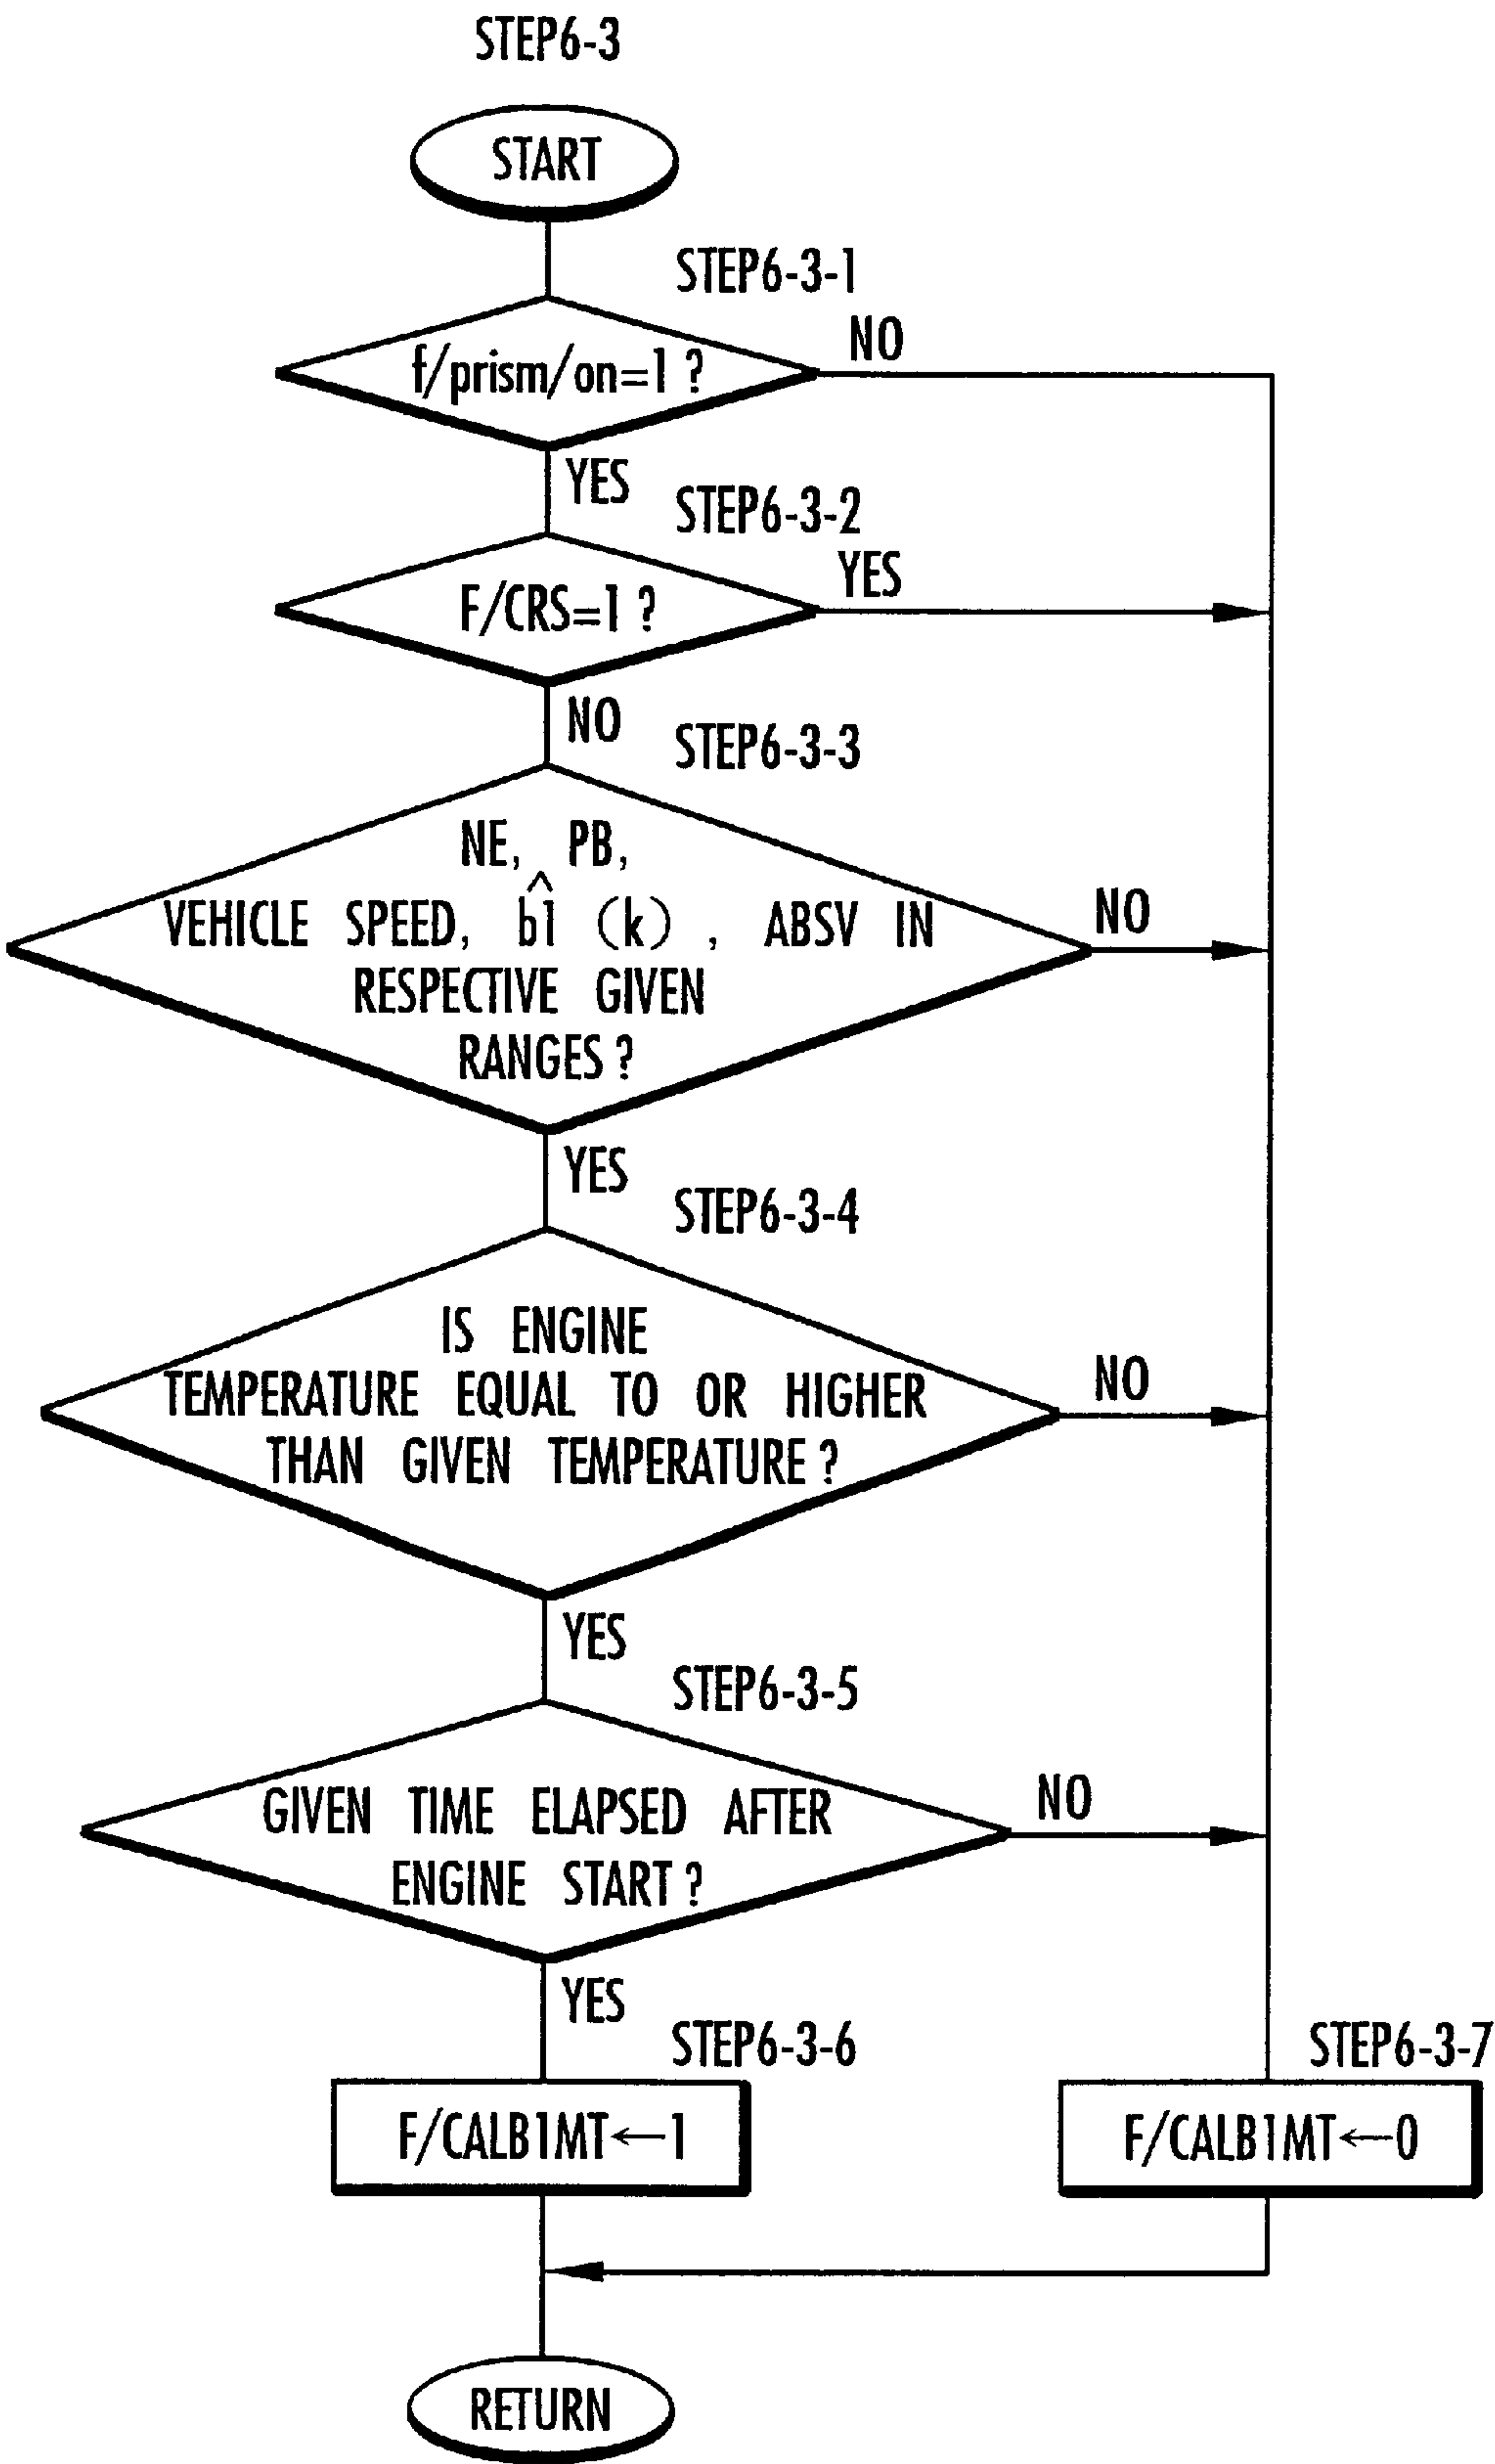 STEP6-3
START
STEP6-3-1
f/prism/on=1 ?
NO
YES
STEP6-3-2
F/CRS=1 ?
YES
NO
STEP6-3-3
NE, PB,
VEHICLE SPEED, b̂1 (k) , ABSV IN
RESPECTIVE GIVEN
RANGES ?
NO
YES
STEP6-3-4
IS ENGINE
TEMPERATURE EQUAL TO OR HIGHER
THAN GIVEN TEMPERATURE ?
NO
YES
STEP6-3-5
GIVEN TIME ELAPSED AFTER
ENGINE START ?
NO
YES
STEP6-3-6
F/CALB1MT←1
STEP6-3-7
F/CALB1MT←0
RETURN